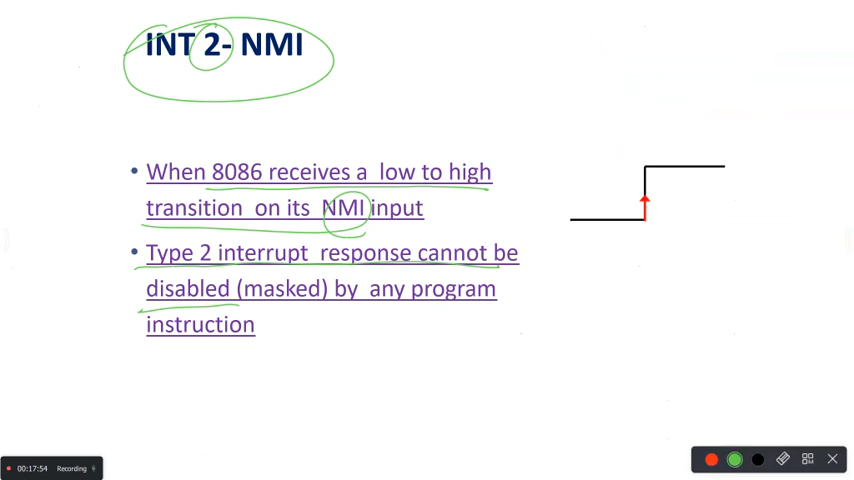 INT 2- NMI
• When 8086 receives a low to high
transition on its NMI input
• Type 2 interrupt response cannot be
disabled (masked) by any program
instruction
00:17:54 Recording